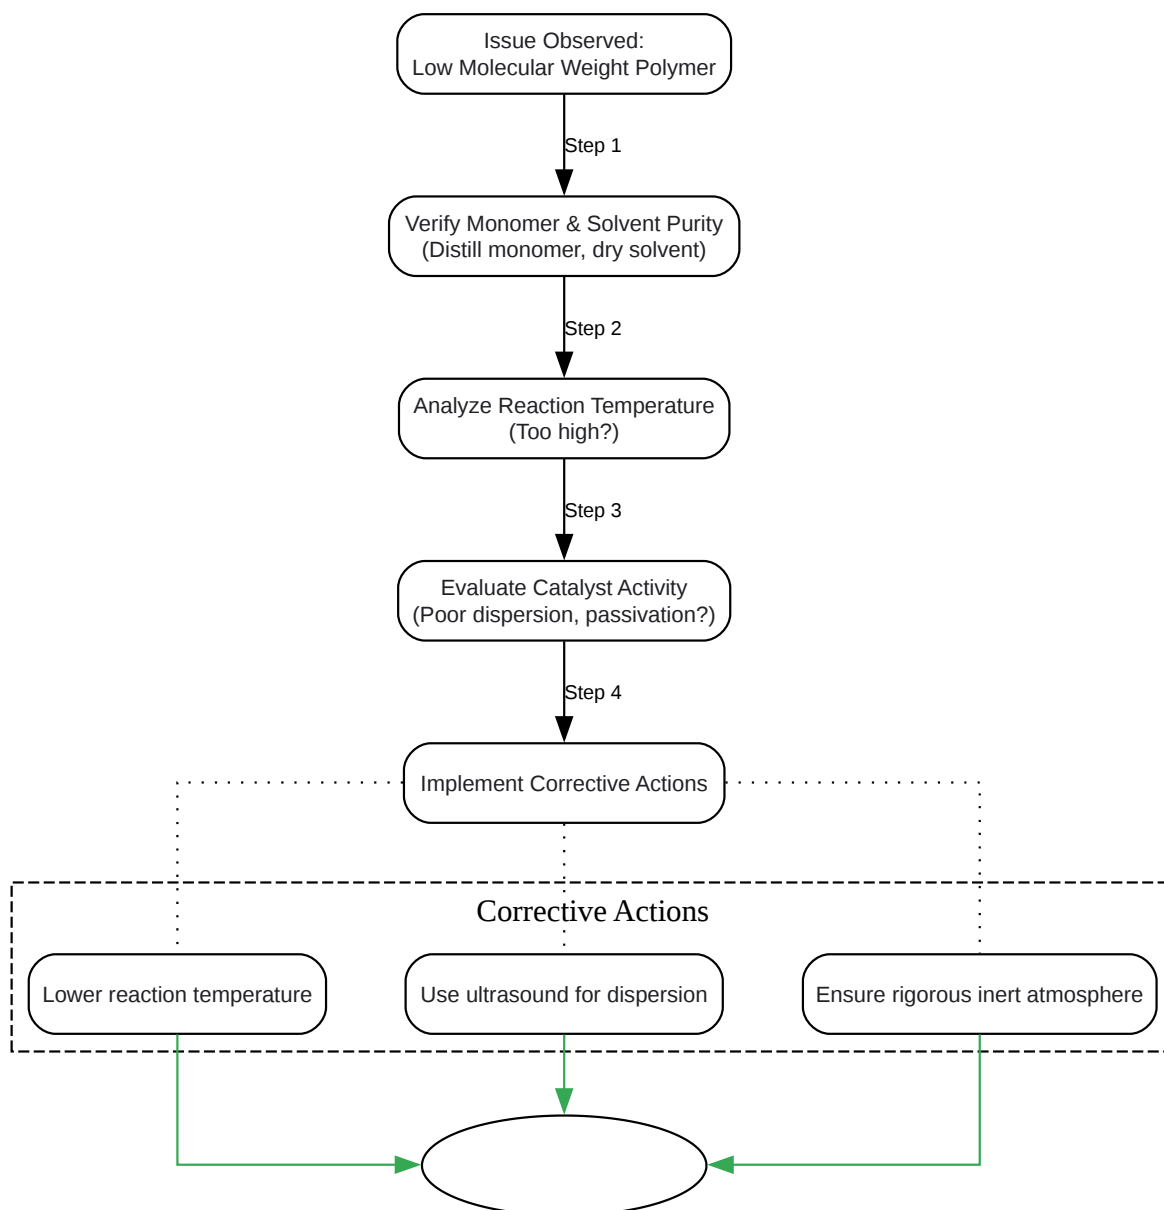 Issue Observed:
Low Molecular Weight Polymer
Step 1
Verify Monomer & Solvent Purity
(Distill monomer, dry solvent)
Step 2
Analyze Reaction Temperature
(Too high?)
Step 3
Evaluate Catalyst Activity
(Poor dispersion, passivation?)
Step 4
Implement Corrective Actions
Corrective Actions
Lower reaction temperature
Use ultrasound for dispersion
Ensure rigorous inert atmosphere